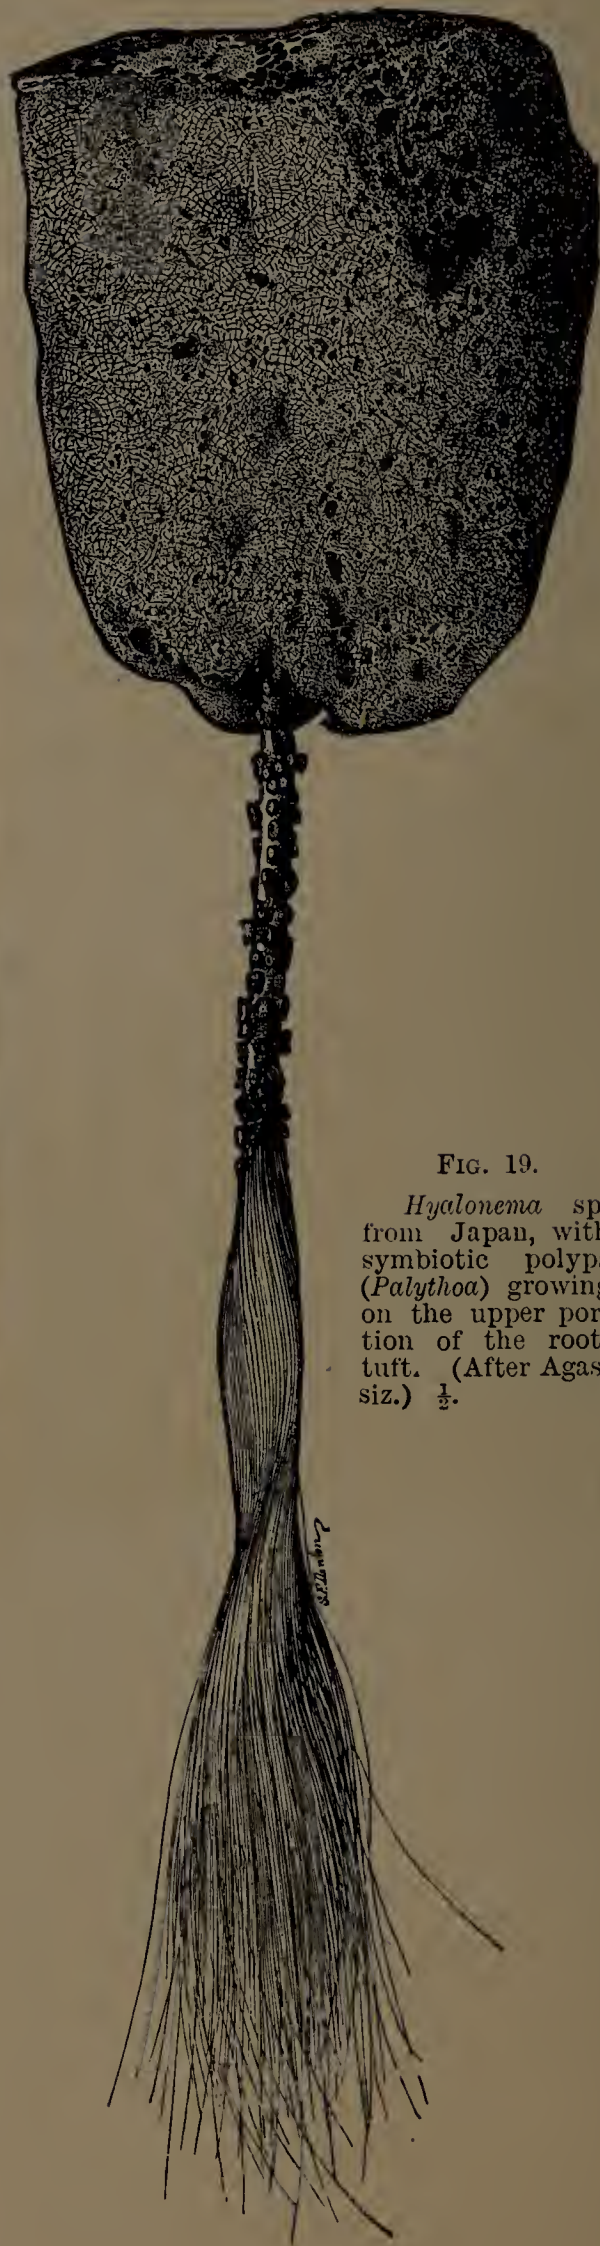 FIG. 19.
Hyalonema sp
from Japan, with
symbiotic polyp
(Palythoa) growing
on the upper por
tion of the root
tuft. (After Agas
siz.) ½.